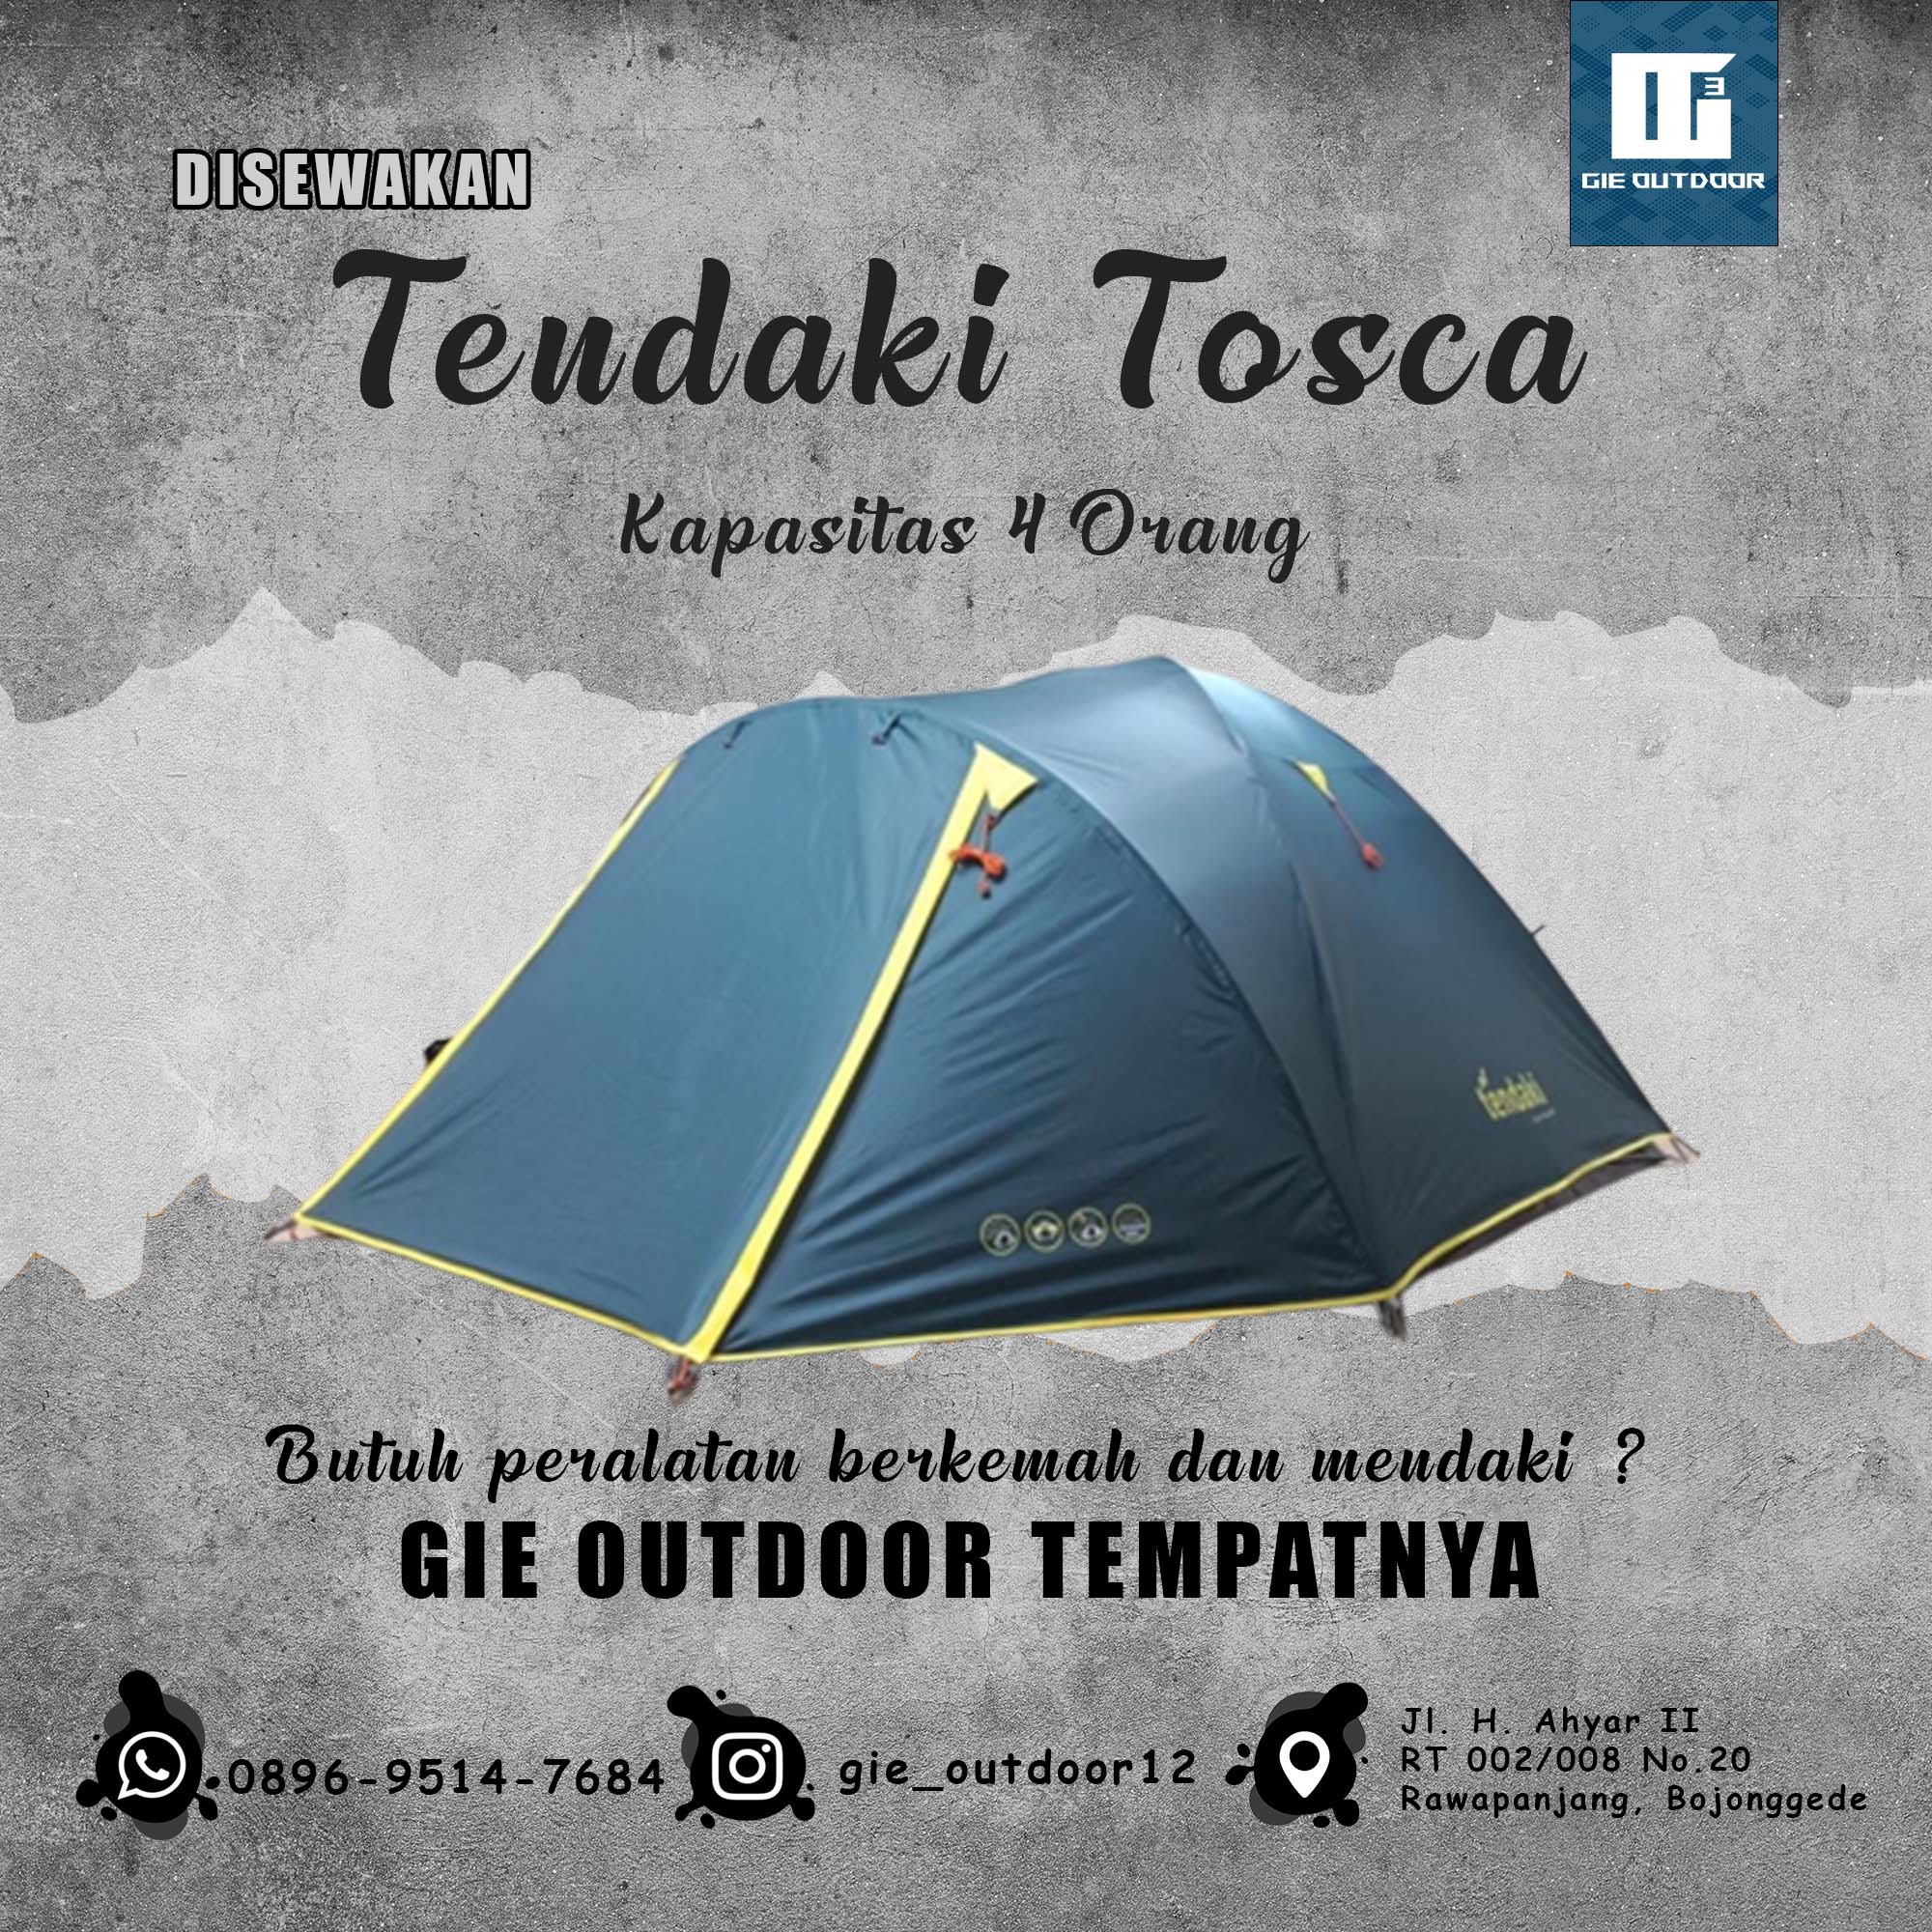 GIE OUTDOOR
DISEWAKAN
Tendaki Tosca
Kapasitas 4 Orang
tendaki
Butuh peralatan berkemah dan mendaki ?
GIE OUTDOOR TEMPATNYA
0896-9514-7684
gie_outdoor12
Jl. H. Ahyar II
RT 002/008 No.20
Rawapanjang, Bojonggede